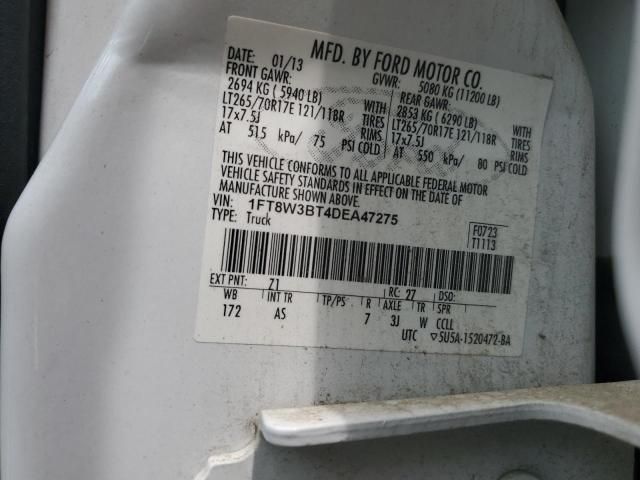 MFD. BY FORD MOTOR CO.
DATE: 01/13 GVWR: 5080 KG (11200 LB)
FRONT GAWR: REAR GAWR:
2694 KG ( 5940 LB) WITH 2853 KG ( 6290 LB) WITH
LT265/70R17E 121/118R TIRES LT265/70R17E 121/118R TIRES
17x7.5J RIMS 17x7.5J RIMS
AT 515 kPa/ 75 PSI COLD AT 550 kPa/ 80 PSI COLD
THIS VEHICLE CONFORMS TO ALL APPLICABLE FEDERAL MOTOR
VEHICLE SAFETY STANDARDS IN EFFECT ON THE DATE OF
MANUFACTURE SHOWN ABOVE.
VIN: 1FT8W3BT4DEA47275
TYPE: Truck
F0723
T1113
EXT PNT: Z1 RC: 27 DSO:
WB INT TR TP/PS R AXLE TR SPR
172 AS 7 3J W CCLL
UTC ▽5U5A-1520472-BA